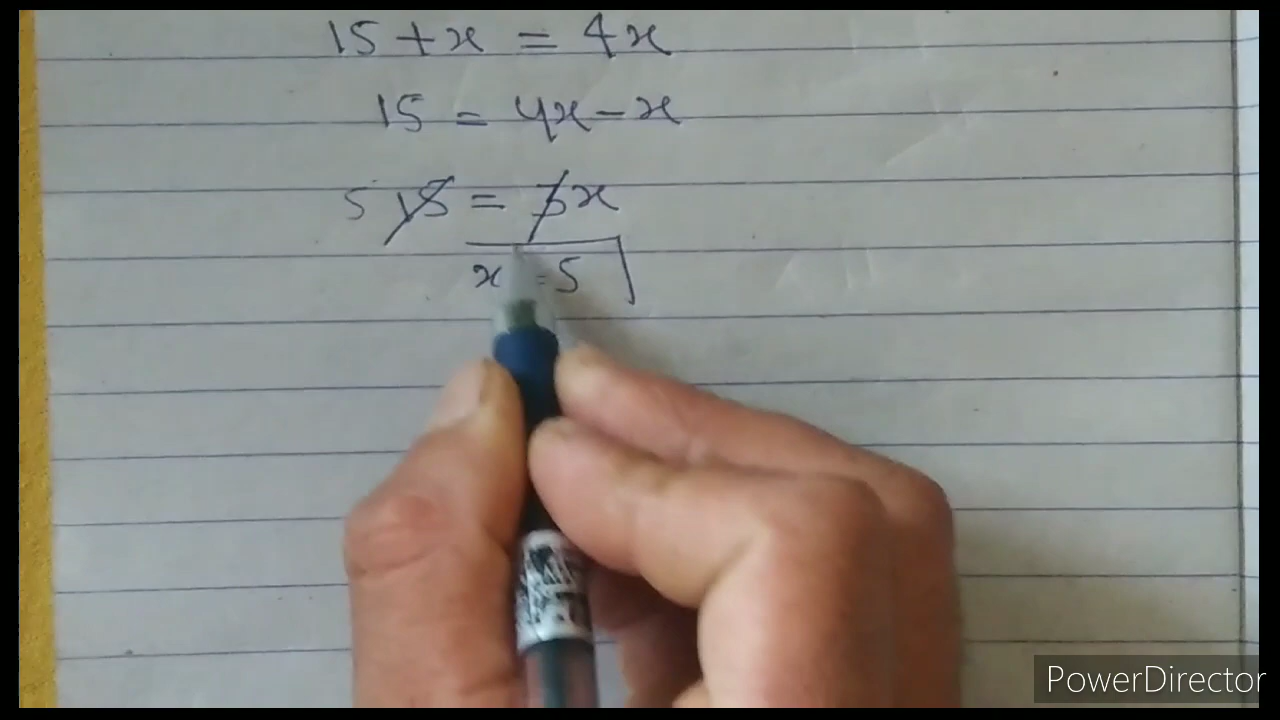 15 + x = 4x
15 = 4x - x
5 15 = 3x
x = 5
PowerDirector